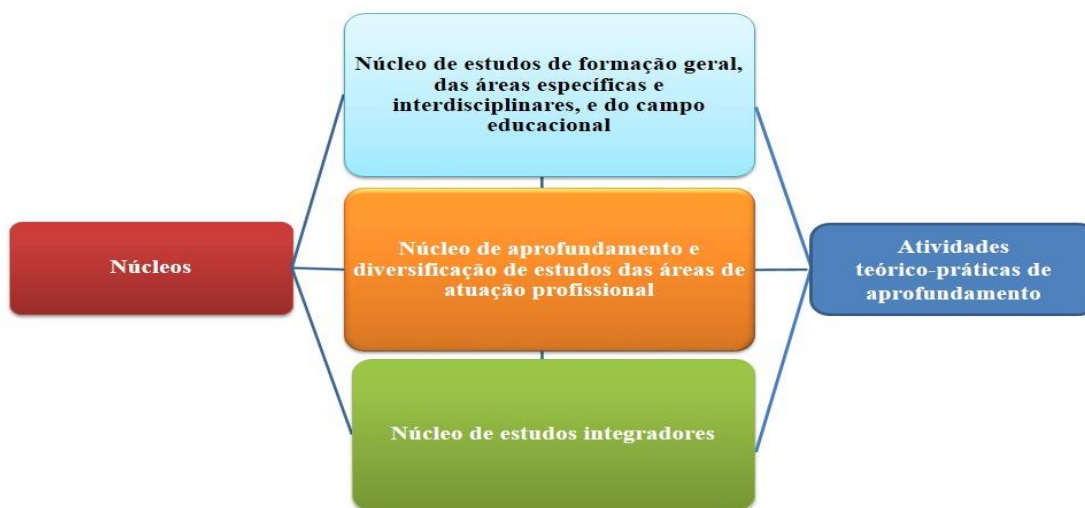 Núcleo de estudos de formação geral,
das áreas específicas e
interdisciplinares, e do campo
educacional
Núcleos
Núcleo de aprofundamento e
diversificação de estudos das áreas de
atuação profissional
Atividades
teórico-práticas de
aprofundamento
Núcleo de estudos integradores